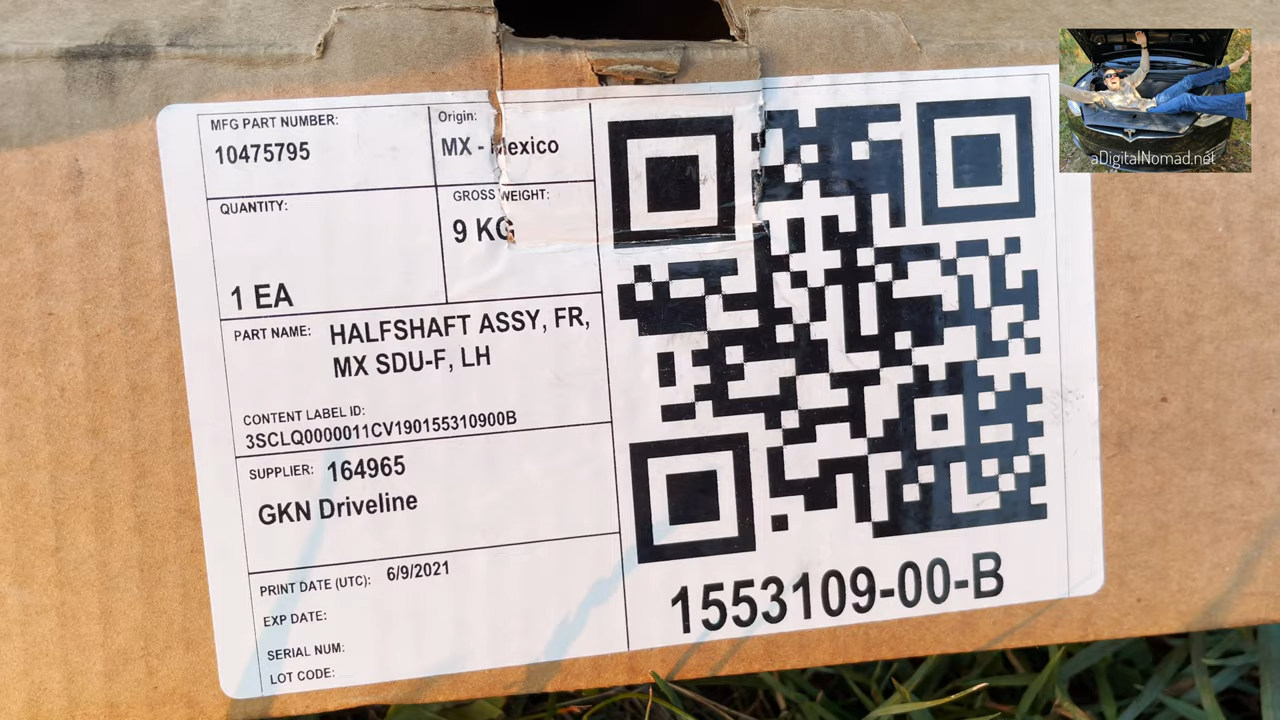 MFG PART NUMBER:
10475795
Origin:
MX - Mexico
QUANTITY:
1 EA
GROSS WEIGHT:
9 KG
PART NAME: HALFSHAFT ASSY, FR,
MX SDU-F, LH
CONTENT LABEL ID:
3SCLQ0000011CV190155310900B
SUPPLIER: 164965
GKN Driveline
PRINT DATE (UTC): 6/9/2021
EXP DATE:
SERIAL NUM:
LOT CODE:
1553109-00-B
aDigitalNomad.net